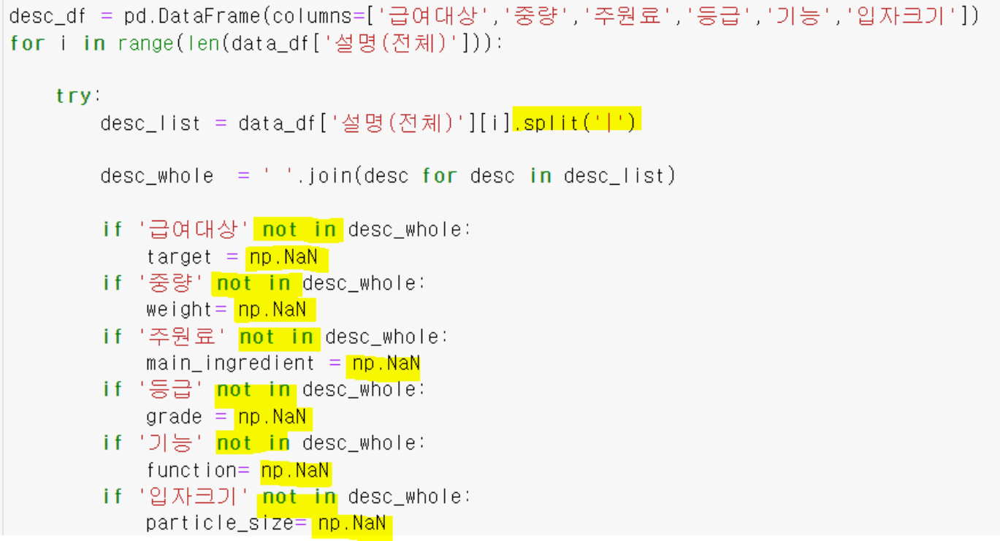 desc_df = pd.DataFrame(columns=['급여대상','중량','주원료','등급','기능','입자크기'])
for i in range(len(data_df['설명(전체)'])):
try:
desc_list = data_df['설명(전체)'][i].split('|')
desc_whole = ' '.join(desc for desc in desc_list)
if '급여대상' not in desc_whole:
target = np.NaN
if '중량' not in desc_whole:
weight= np.NaN
if '주원료' not in desc_whole:
main_ingredient = np.NaN
if '등급' not in desc_whole:
grade = np.NaN
if '기능' not in desc_whole:
function= np.NaN
if '입자크기' not in desc_whole:
particle_size= np.NaN